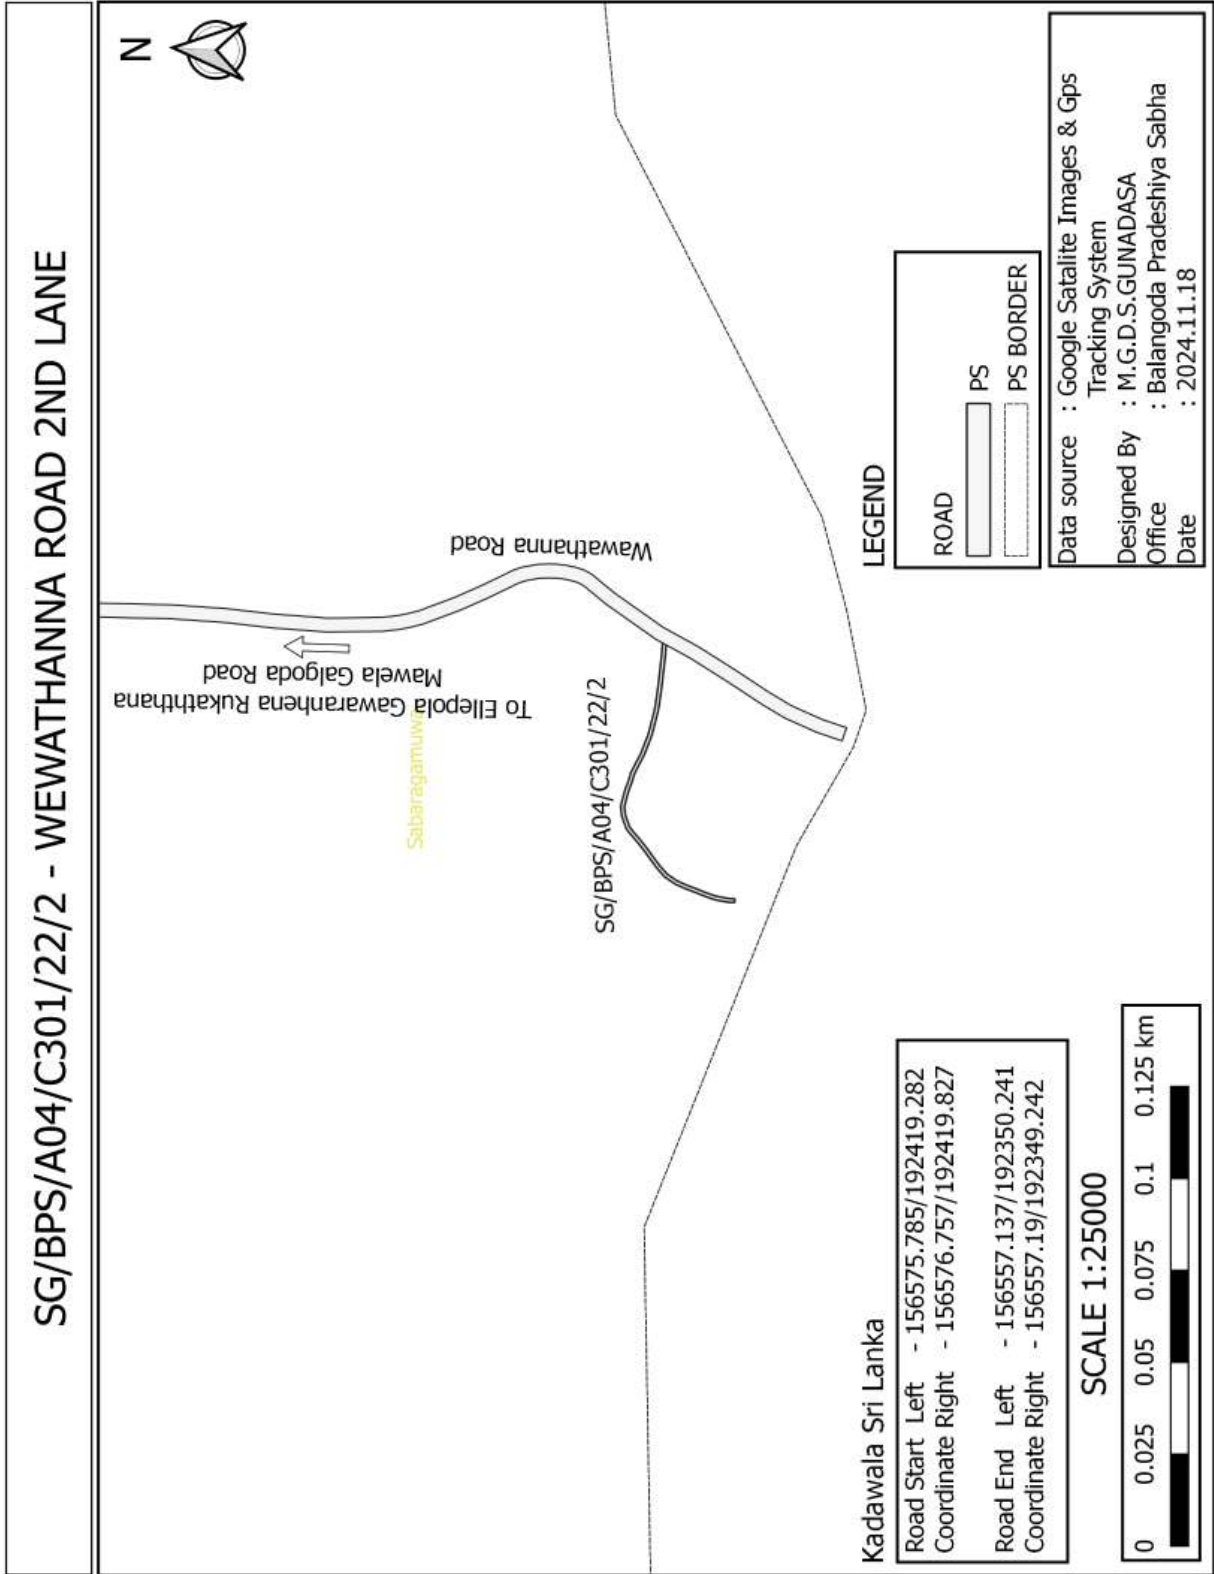 SG/BPS/A04/C301/22/2 - WEWATHANNA ROAD 2ND LANE
N
Wawathanna Road
To Ellepola Gawaranhena Rukaththana
Mawela Galgoda Road
Sabaragamuwa
SG/BPS/A04/C301/22/2
Kadawala Sri Lanka
Road Start Left - 156575.785/192419.282
Coordinate Right - 156576.757/192419.827
Road End Left - 156557.137/192350.241
Coordinate Right - 156557.19/192349.242
SCALE 1:25000
0 0.025 0.05 0.075 0.1 0.125 km
LEGEND
ROAD
PS
PS BORDER
Data source : Google Satalite Images & Gps
Tracking System
Designed By : M.G.D.S.GUNADASA
Office : Balangoda Pradeshiya Sabha
Date : 2024.11.18